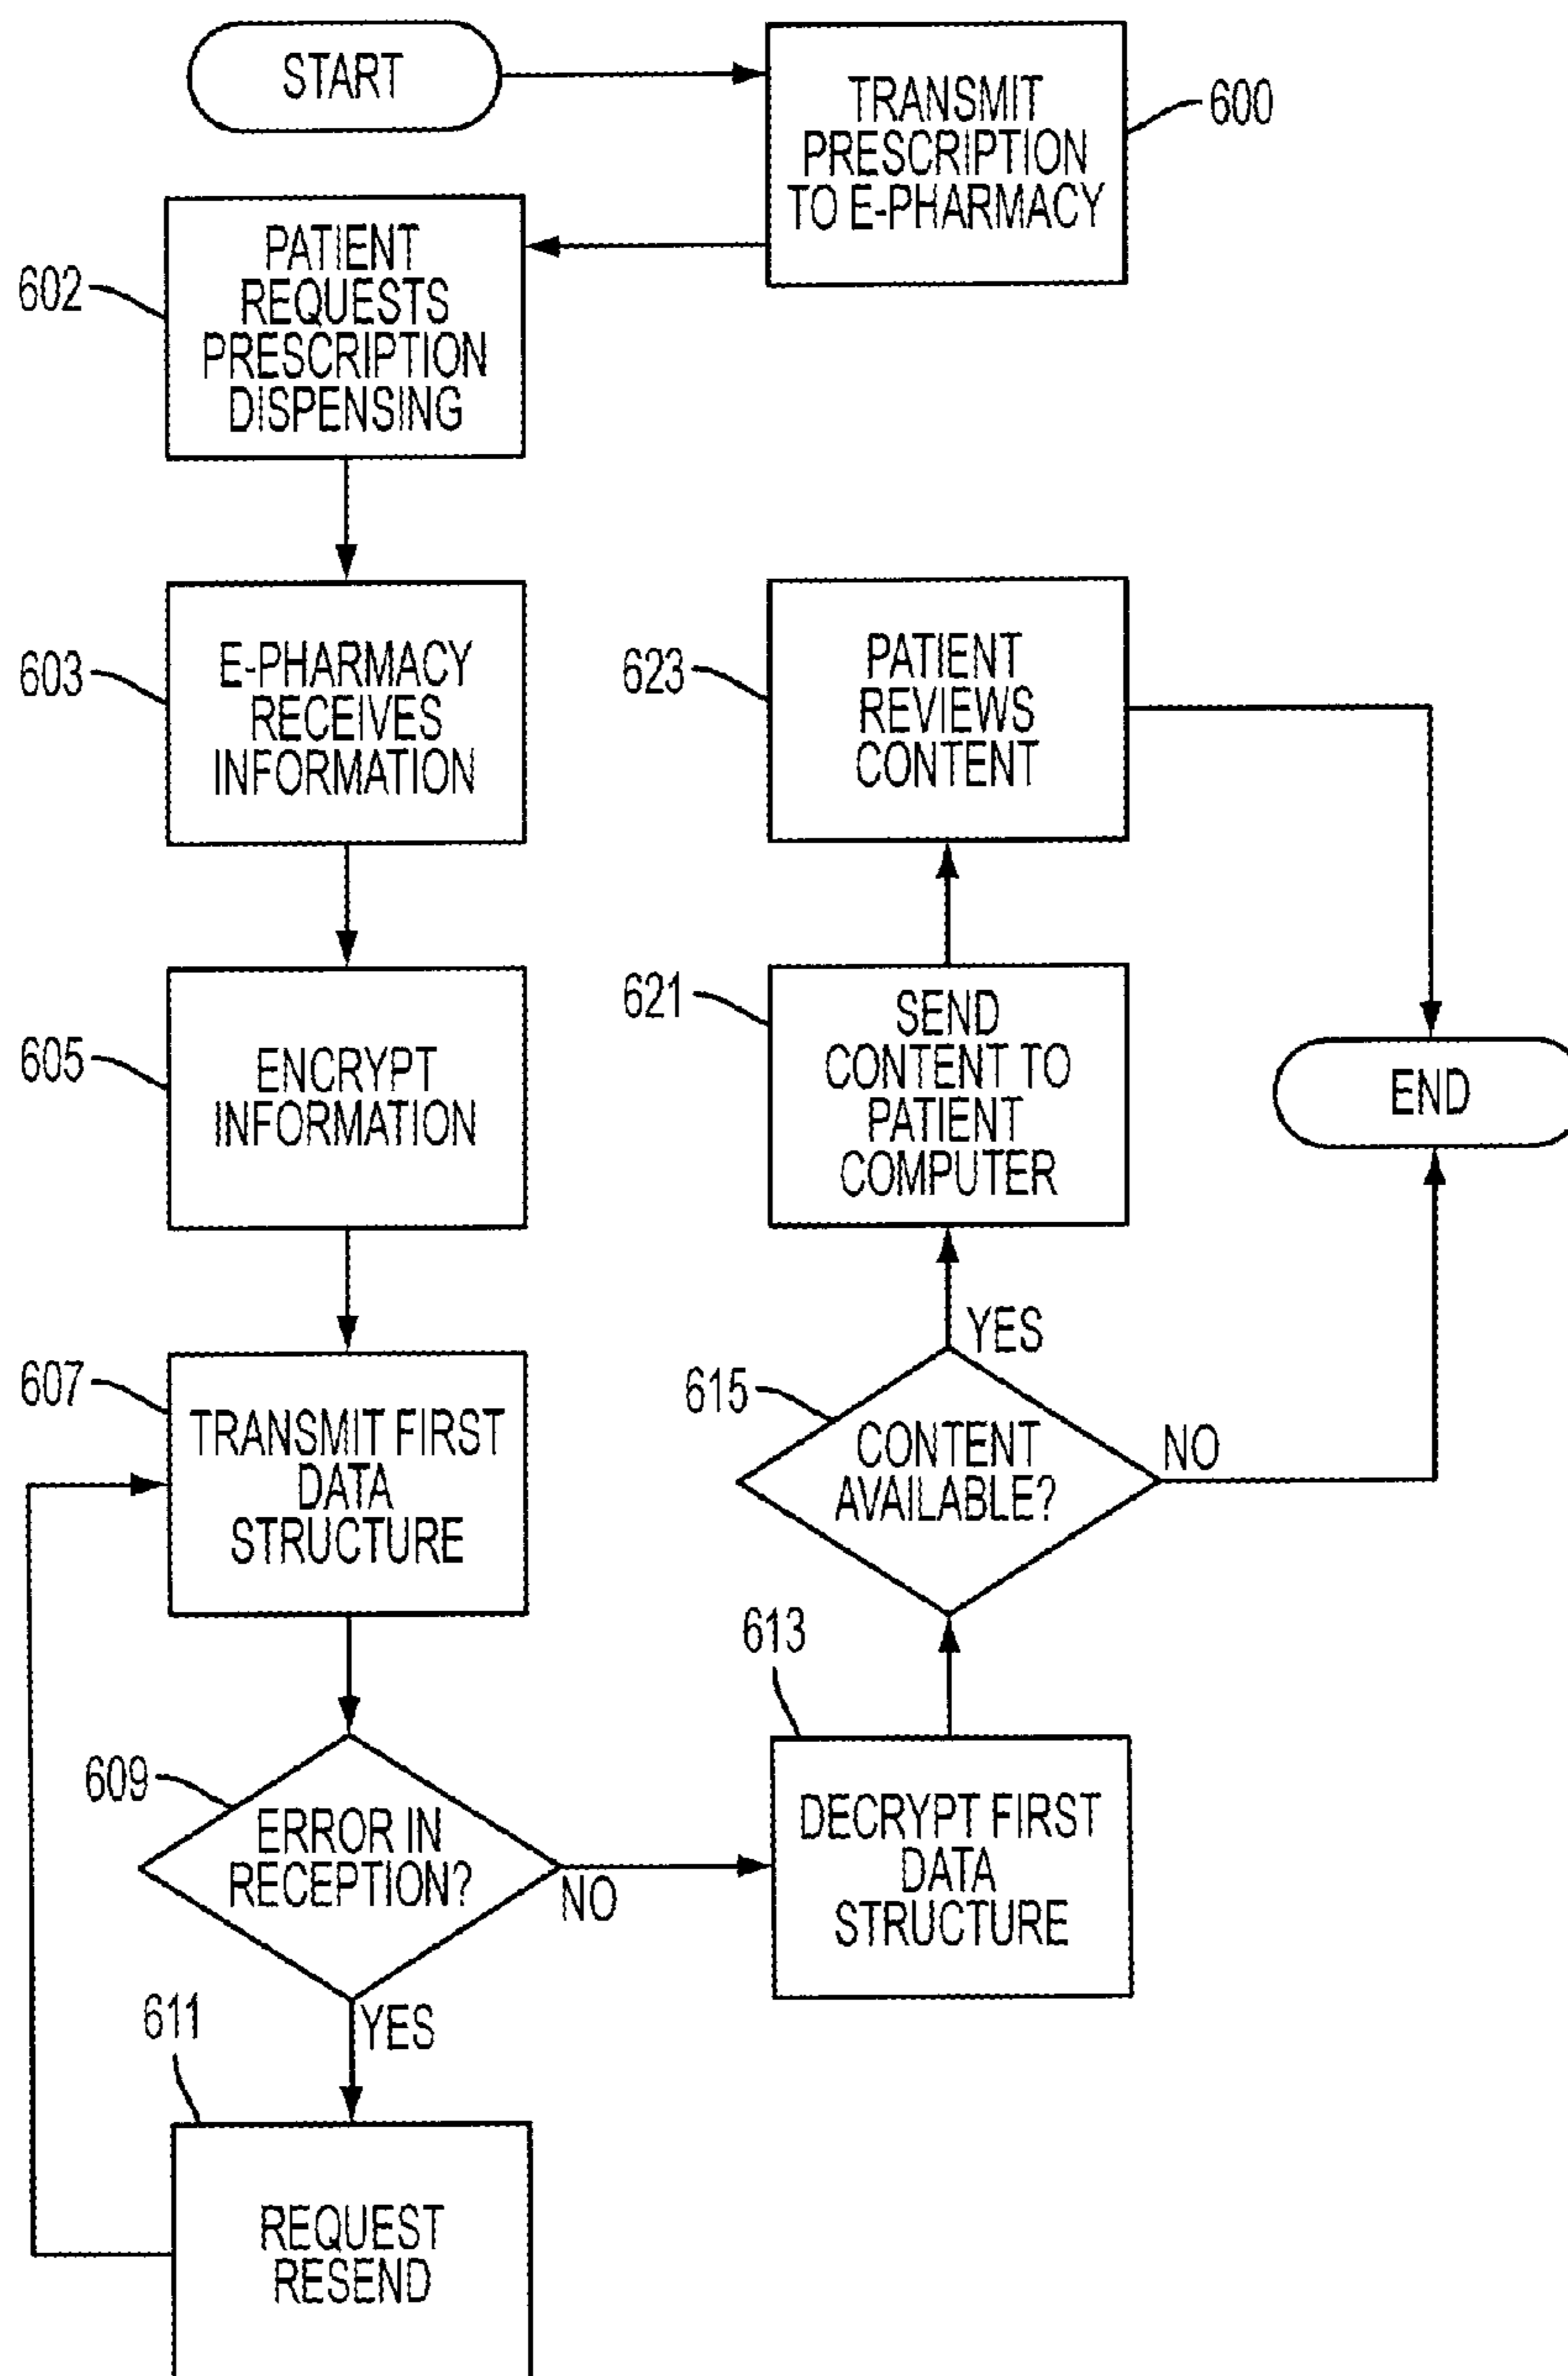 START
TRANSMIT
PRESCRIPTION
TO E-PHARMACY
600
602
PATIENT
REQUESTS
PRESCRIPTION
DISPENSING
603
E-PHARMACY
RECEIVES
INFORMATION
605
ENCRYPT
INFORMATION
607
TRANSMIT FIRST
DATA
STRUCTURE
609
ERROR IN
RECEPTION?
NO
YES
611
REQUEST
RESEND
613
DECRYPT FIRST
DATA
STRUCTURE
615
CONTENT
AVAILABLE?
NO
YES
621
SEND
CONTENT TO
PATIENT
COMPUTER
623
PATIENT
REVIEWS
CONTENT
END